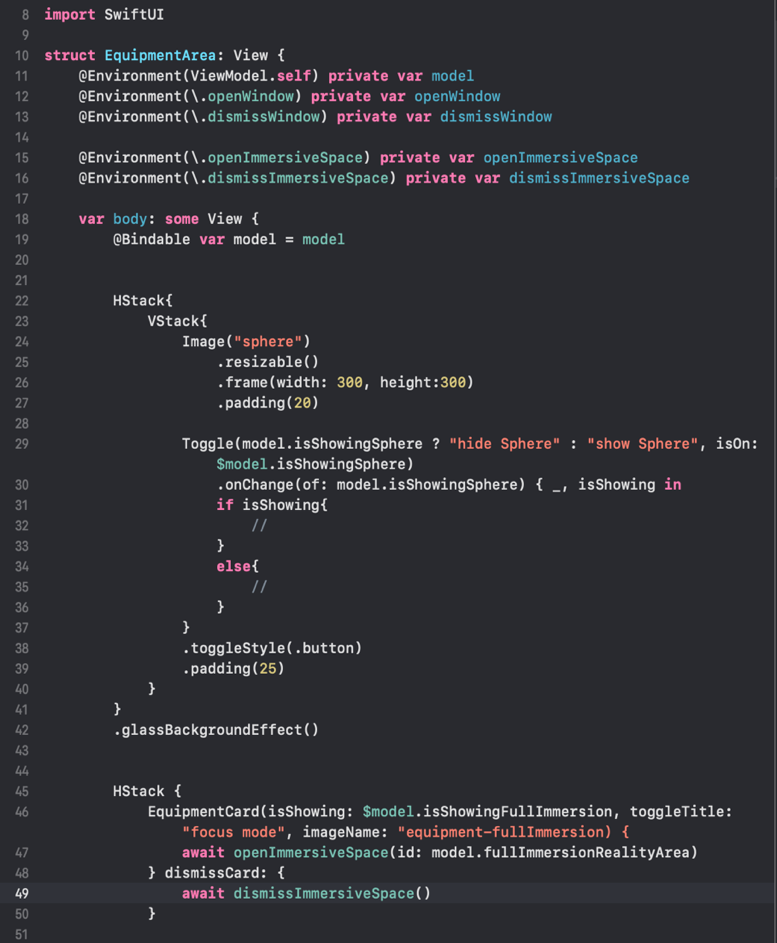 8 import SwiftUI
9
10 struct EquipmentArea: View {
11 @Environment(ViewModel.self) private var model
12 @Environment(\.openWindow) private var openWindow
13 @Environment(\.dismissWindow) private var dismissWindow
14
15 @Environment(\.openImmersiveSpace) private var openImmersiveSpace
16 @Environment(\.dismissImmersiveSpace) private var dismissImmersiveSpace
17
18 var body: some View {
19 @Bindable var model = model
20
21
22 HStack{
23 VStack{
24 Image("sphere")
25 .resizable()
26 .frame(width: 300, height:300)
27 .padding(20)
28
29 Toggle(model.isShowingSphere ? "hide Sphere" : "show Sphere", isOn:
$model.isShowingSphere)
30 .onChange(of: model.isShowingSphere) { _, isShowing in
31 if isShowing{
32 //
33 }
34 else{
35 //
36 }
37 }
38 .toggleStyle(.button)
39 .padding(25)
40 }
41 }
42 .glassBackgroundEffect()
43
44
45 HStack {
46 EquipmentCard(isShowing: $model.isShowingFullImmersion, toggleTitle:
"focus mode", imageName: "equipment-fullImmersion) {
47 await openImmersiveSpace(id: model.fullImmersionRealityArea)
48 } dismissCard: {
49 await dismissImmersiveSpace()
50 }
51